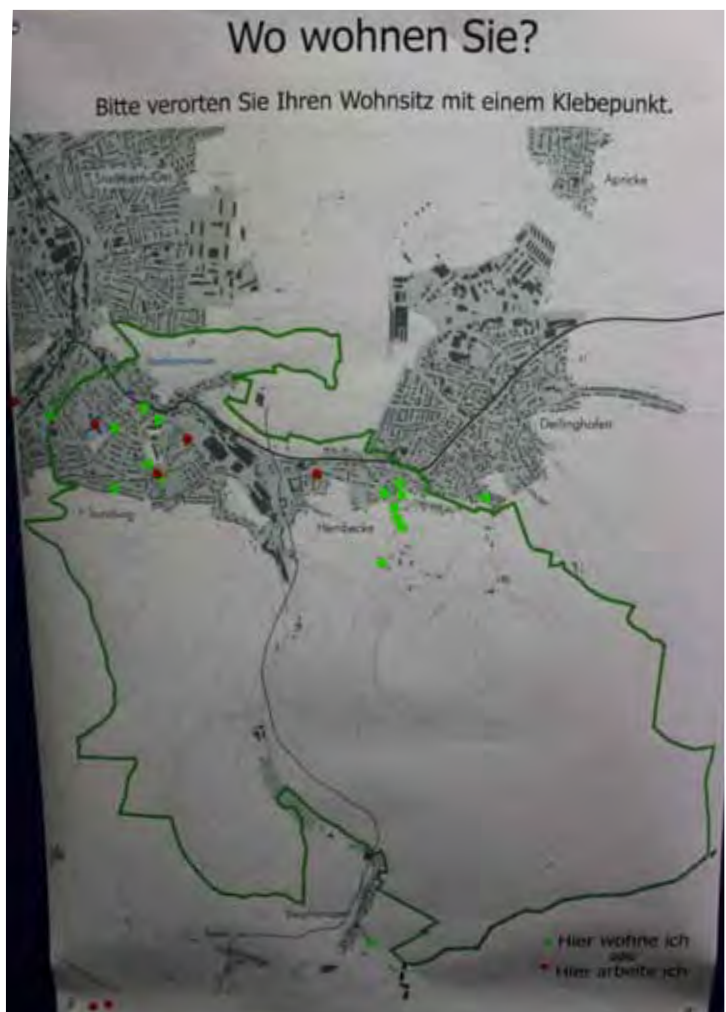 Wo wohnen Sie?
Bitte verorten Sie Ihren Wohnsitz mit einem Klebepunkt.
Apricke
Deilinghofen
Sundwig
Hembecke
Hier wohne ich
oder
Hier arbeite ich